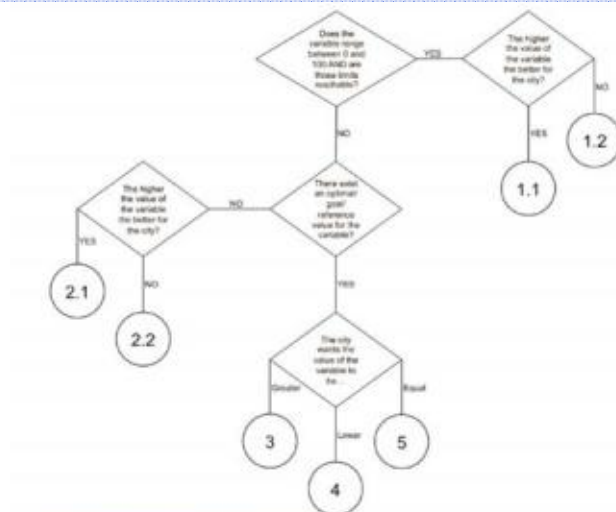 Does the
variable range
between 0 and
100 AND are
those limits
reachable?
YES
The higher
the value of
the variable
the better for
the city?
NO
YES
1.2
1.1
NO
There exist
an optimal/
goal/
reference
value for the
variable?
NO
The higher
the value of
the variable
the better for
the city?
YES
NO
2.1
2.2
YES
The city
wants the
value of the
variable to
be...
Greater
Equal
Lower
3
5
4